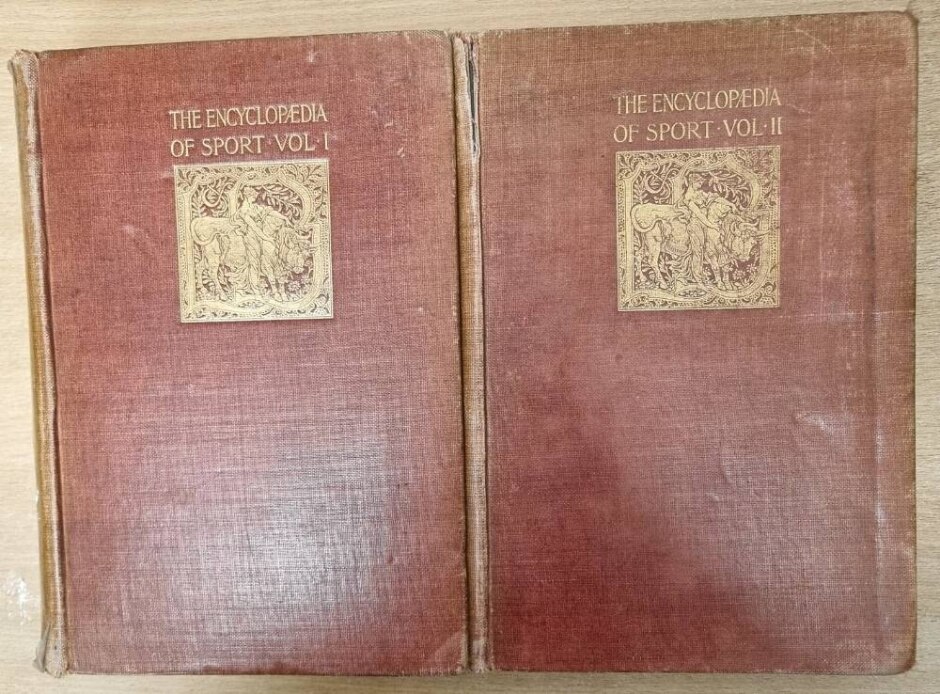 THE ENCYCLOPÆDIA
OF SPORT · VOL · I
THE ENCYCLOPÆDIA
OF SPORT · VOL · II